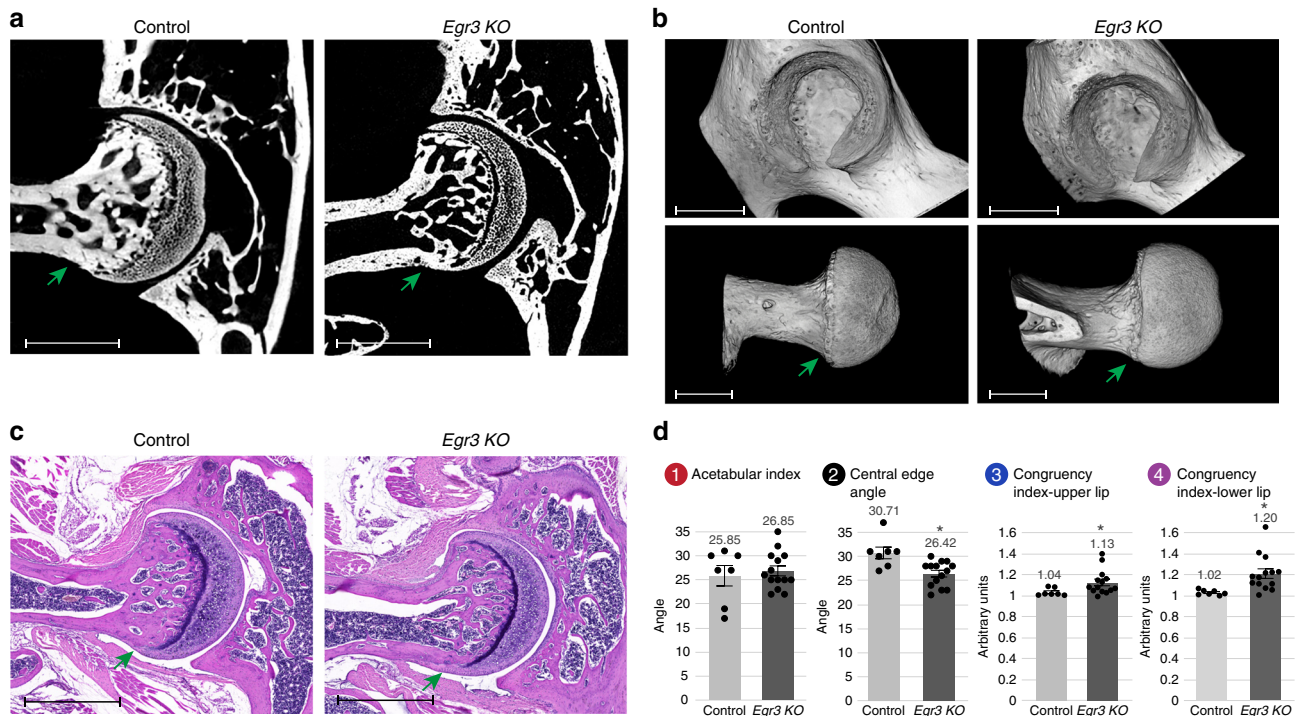 a
Control
Egr3 KO
b
Control
Egr3 KO
c
Control
Egr3 KO
d
1 Acetabular index
25.85
26.85
Angle
35
30
25
20
15
10
5
0
Control Egr3 KO
2 Central edge
angle
30.71
*
26.42
Angle
35
30
25
20
15
10
5
0
Control Egr3 KO
3 Congruency
index-upper lip
*
1.04
1.13
Arbitrary units
1.6
1.4
1.2
1
0.8
0.6
0.4
0.2
0
Control Egr3 KO
4 Congruency
index-lower lip
*
1.02
1.20
Arbitrary units
1.6
1.4
1.2
1
0.8
0.6
0.4
0.2
0
Control Egr3 KO